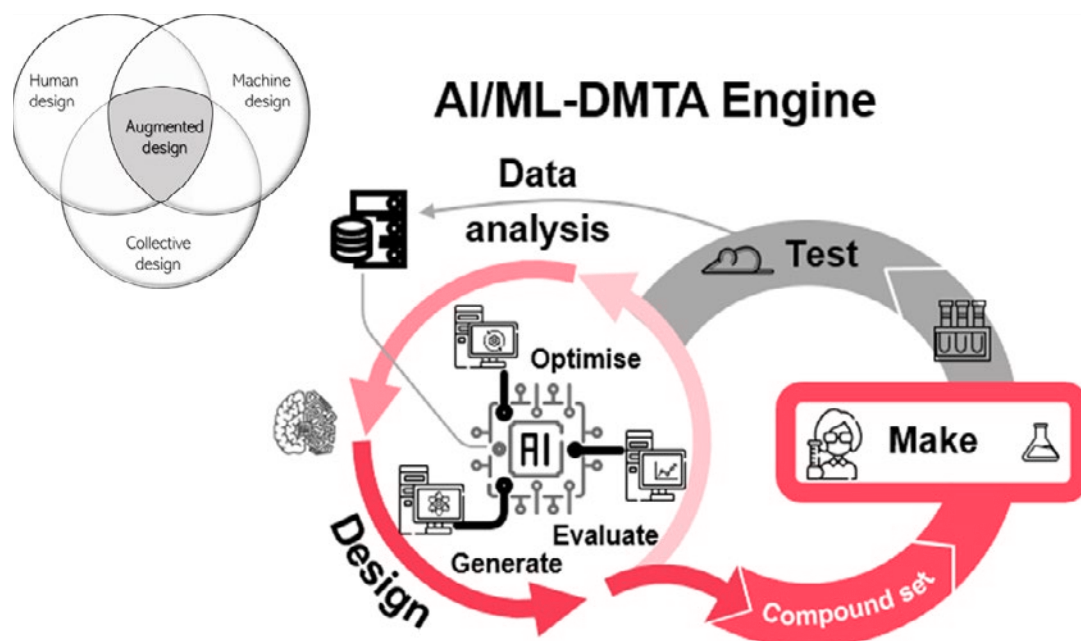 Human
design
Machine
design
Augmented
design
Collective
design
AI/ML-DMTA Engine
Data
analysis
Test
Optimise
AI
Make
Evaluate
Generate
Design
Compound set